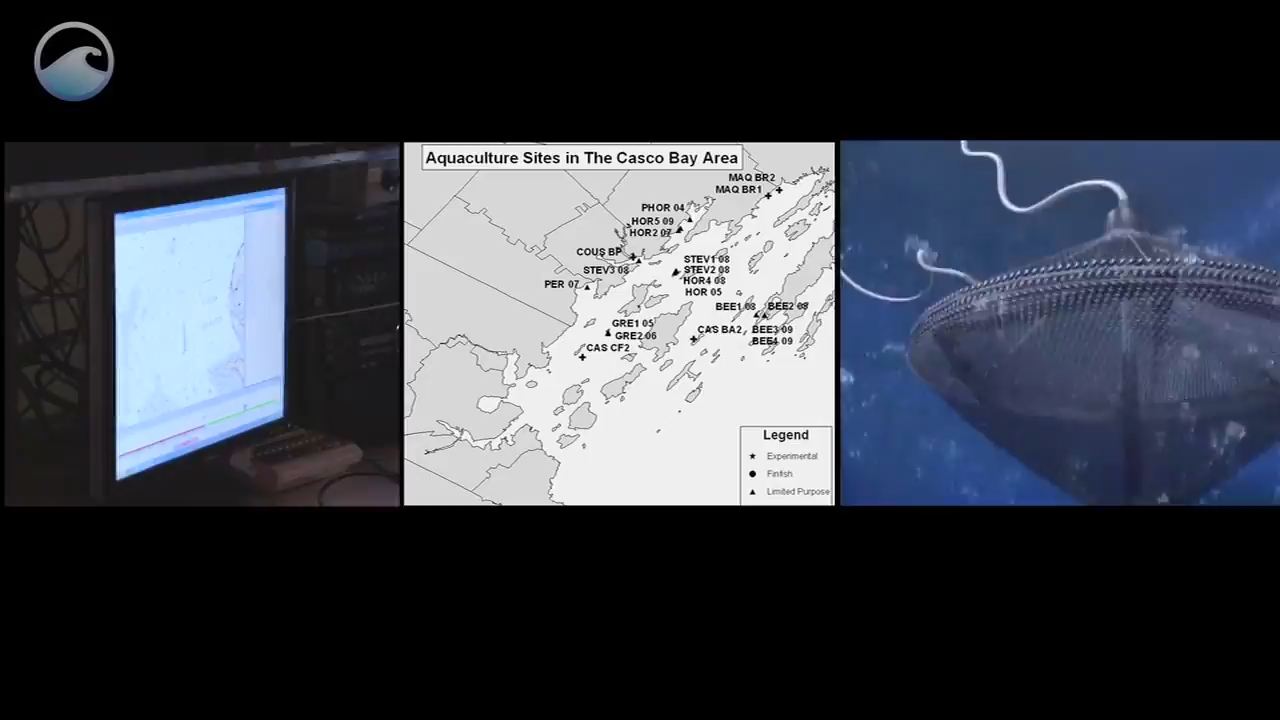 Aquaculture Sites in The Casco Bay Area
MAQ BR2
MAQ BR1
PHOR 04
HOR5 09
HOR2 07
COUS BP
STEV3 08
PER 07
STEV1 08
STEV2 08
HOR4 08
HOR 05
BEE1 08
BEE2 08
GRE1 05
GRE2 06
CAS BA2
BEE3 09
BEE4 09
CAS CF2
Legend
Experimental
Finfish
Limited Purpose